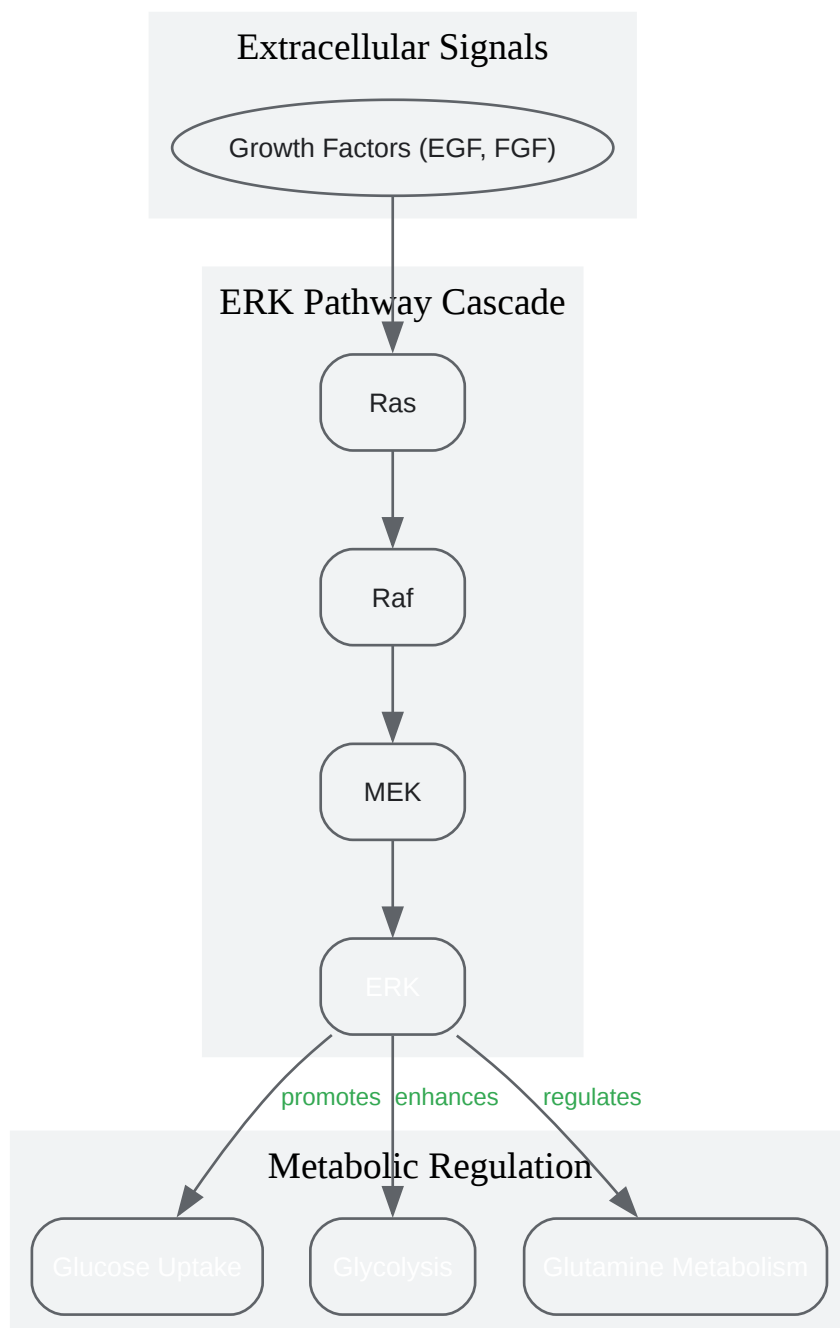 Extracellular Signals
Growth Factors (EGF, FGF)
ERK Pathway Cascade
Ras
Raf
MEK
ERK
promotes
enhances
regulates
Metabolic Regulation
Glucose Uptake
Glycolysis
Glutamine Metabolism